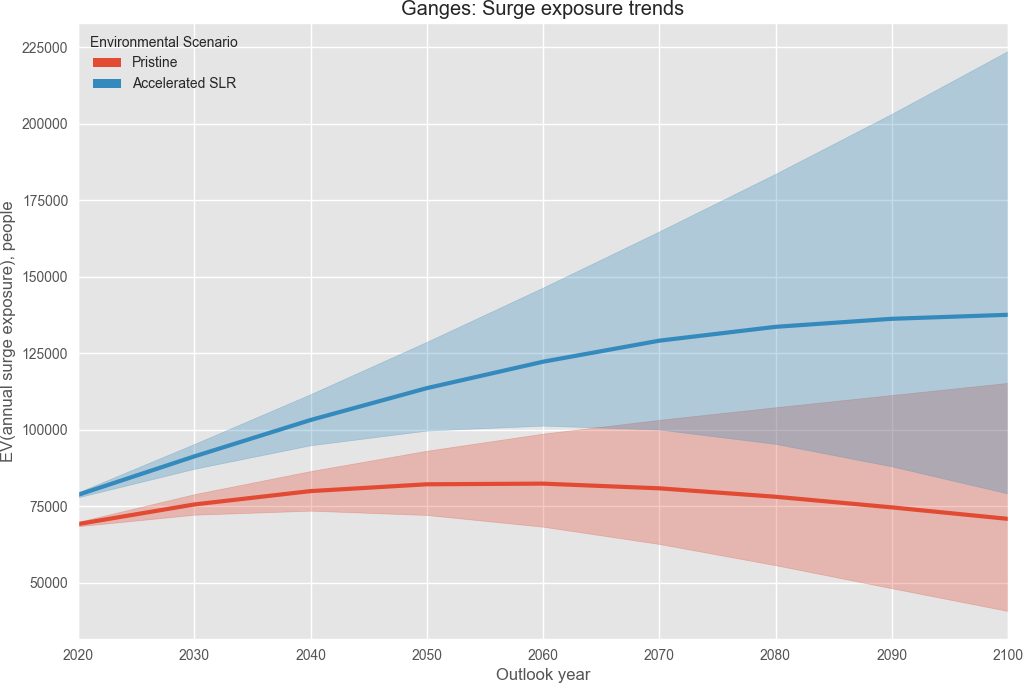 Ganges: Surge exposure trends
Environmental Scenario
Pristine
Accelerated SLR
EV(annual surge exposure), people
225000
200000
175000
150000
125000
100000
75000
50000
2020 2030 2040 2050 2060 2070 2080 2090 2100
Outlook year